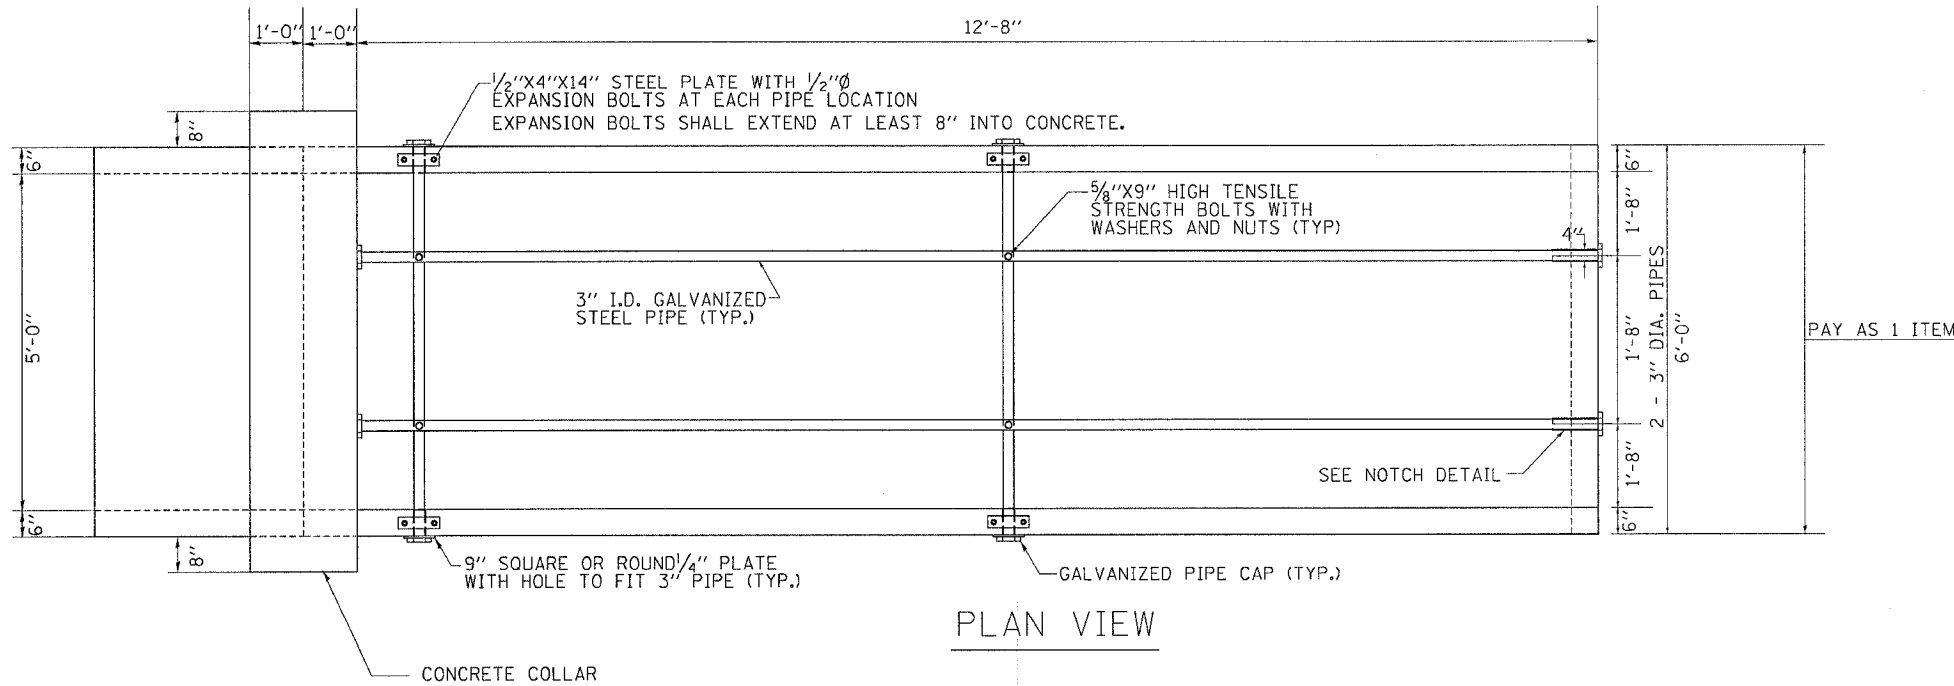 1'-0"
1'-0"
12'-8"
1/2"X4"X14" STEEL PLATE WITH 1/2"Ø
EXPANSION BOLTS AT EACH PIPE LOCATION
EXPANSION BOLTS SHALL EXTEND AT LEAST 8" INTO CONCRETE.
8"
6"
6"
5/8"X9" HIGH TENSILE
STRENGTH BOLTS WITH
WASHERS AND NUTS (TYP)
1'-8"
4"
3" I.D. GALVANIZED
STEEL PIPE (TYP.)
5'-0"
1'-8"
2 - 3" DIA. PIPES
6'-0"
PAY AS 1 ITEM
SEE NOTCH DETAIL
1'-8"
6"
6"
8"
9" SQUARE OR ROUND 1/4" PLATE
WITH HOLE TO FIT 3" PIPE (TYP.)
GALVANIZED PIPE CAP (TYP.)
PLAN VIEW
CONCRETE COLLAR